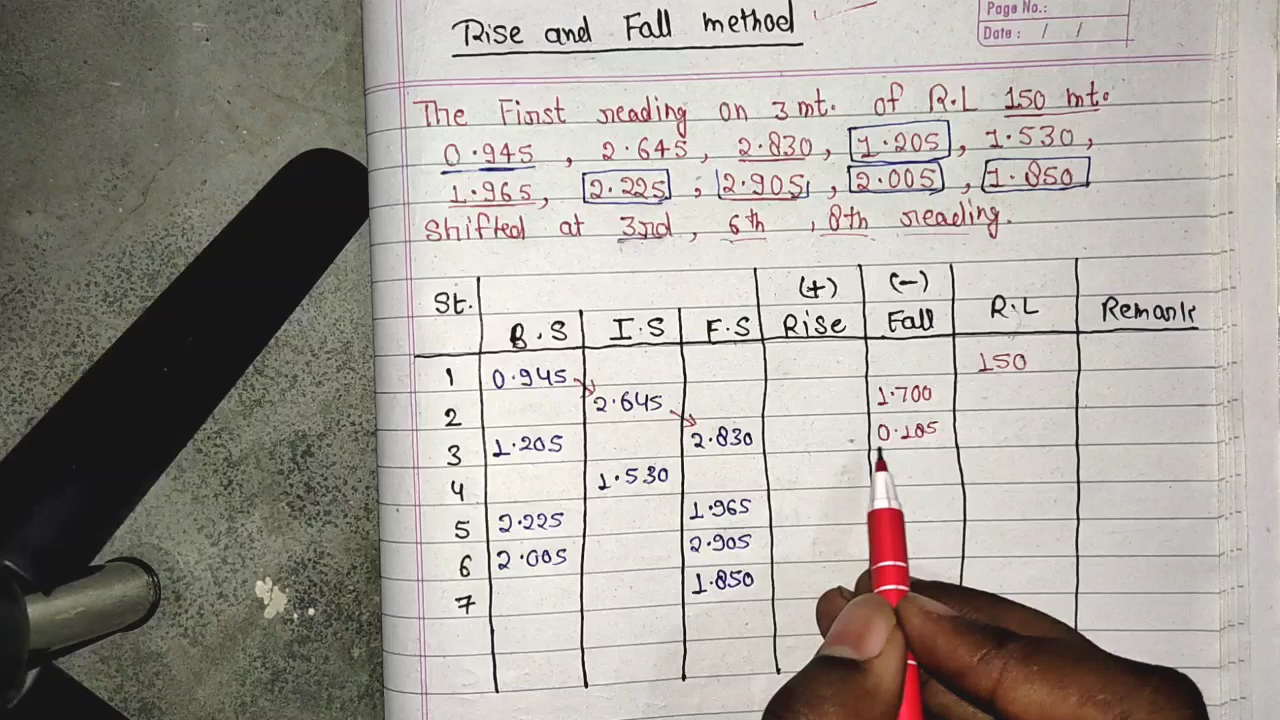 Rise and Fall method
Page No.:
Date : / /
The First reading on 3 mt. of R.L 150 mt.
0.945 , 2.645, 2.830, 1.205, 1.530,
1.965, 2.225, 2.905, 2.005, 1.850
Shifted at 3rd, 6th , 8th reading.
St. B.S I.S F.S (+) Rise (-) Fall R.L Remark
1 0.945 150
2 2.645 1.700
3 1.205 2.830 0.185
4 1.530
5 2.225 1.965
6 2.005 2.905
7 1.850